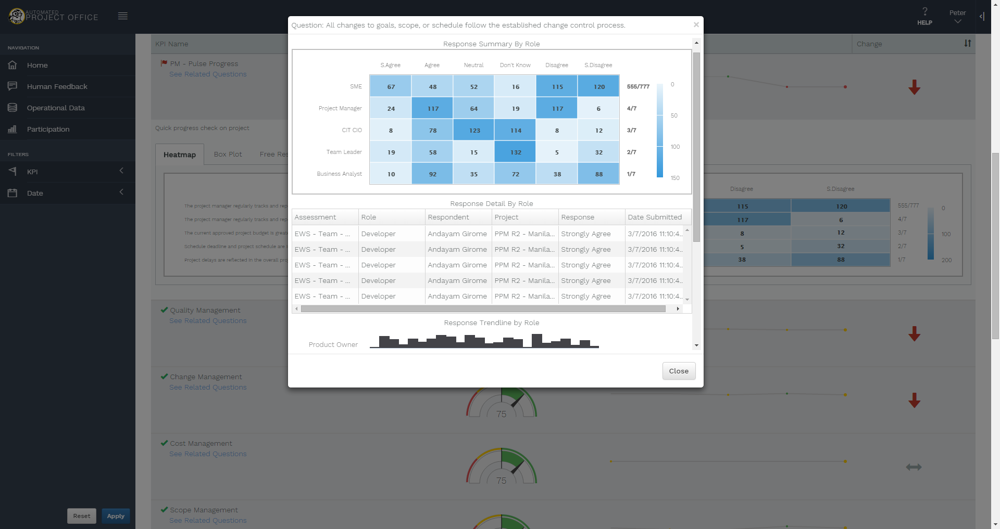 AUTOMATED
PROJECT OFFICE
?
HELP
Peter
NAVIGATION
Home
Human Feedback
Operational Data
Participation
FILTERS
KPI
Date
Reset
Apply
KPI Name
Change
PM - Pulse Progress
See Related Questions
Quick progress check on project
Heatmap
Box Plot
Free Res
Disagree
S.Disagree
The project manager regularly tracks and rep
115
120
555/777
The project manager regularly tracks and rep
117
6
4/7
The current approved project budget is greate
8
12
3/7
Schedule deadline and project schedule are
5
32
2/7
Project delays are reflected in the overall pro
38
88
1/7
0
100
200
Quality Management
See Related Questions
Change Management
See Related Questions
75
Cost Management
See Related Questions
75
Scope Management
See Related Questions
Question: All changes to goals, scope, or schedule follow the established change control process.
×
Response Summary By Role
S.Agree Agree Neutral Don't Know Disagree S.Disagree
SME 67 48 52 16 115 120 555/777
Project Manager 24 117 64 19 117 6 4/7
CIT CIO 8 78 123 114 8 12 3/7
Team Leader 19 58 15 132 5 32 2/7
Business Analyst 10 92 35 72 38 88 1/7
0
50
100
150
Response Detail By Role
Assessment Role Respondent Project Response Date Submitted
EWS - Team - ... Developer Andayam Girome PPM R2 - Manila... Strongly Agree 3/7/2016 11:10:4..
EWS - Team - ... Developer Andayam Girome PPM R2 - Manila... Strongly Agree 3/7/2016 11:10:4..
EWS - Team - ... Developer Andayam Girome PPM R2 - Manila... Strongly Agree 3/7/2016 11:10:4..
EWS - Team - ... Developer Andayam Girome PPM R2 - Manila... Strongly Agree 3/7/2016 11:10:4..
EWS - Team - ... Developer Andayam Girome PPM R2 - Manila... Strongly Agree 3/7/2016 11:10:4..
Response Trendline by Role
Product Owner
Close